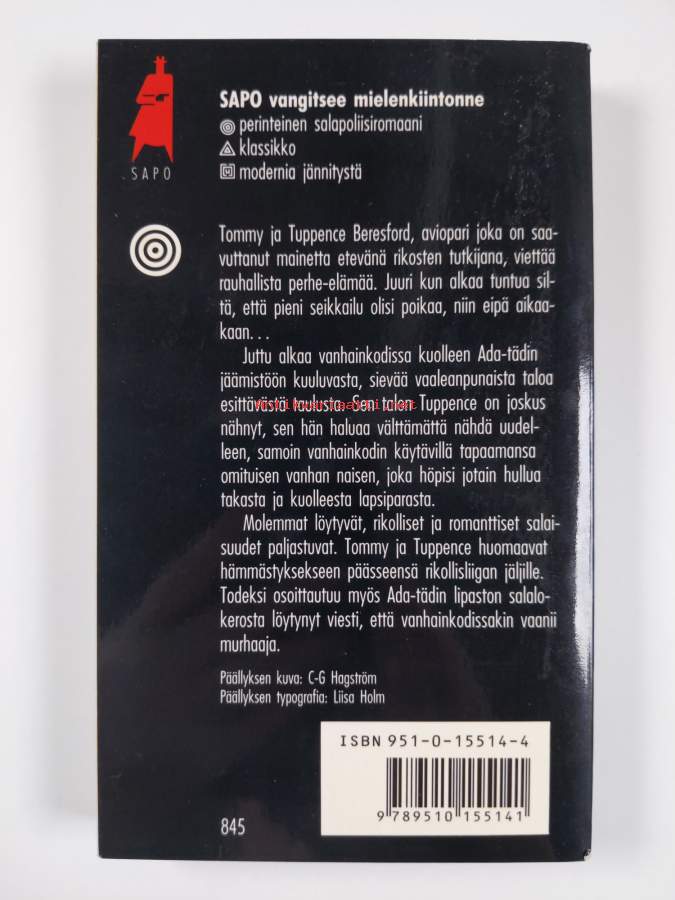 SAPO vangitsee mielenkiintonne
perinteinen salapoliisiromaani
klassikko
modernia jännitystä
SAPO
Tommy ja Tuppence Beresford, aviopari joka on saa-
vuttanut mainetta etevänä rikosten tutkijana, viettää
rauhallista perhe-elämää. Juuri kun alkaa tuntua sil-
tä, että pieni seikkailu olisi poikaa, niin eipä aikaa-
kaan...
Juttu alkaa vanhainkodissa kuolleen Ada-tädin
jäämistöön kuuluvasta, sievää vaaleanpunaista taloa
esittävästä taulusta. Sen talon Tuppence on joskus
nähnyt, sen hän haluaa välttämättä nähdä uudel-
leen, samoin vanhainkodin käytävillä tapaamansa
omituisen vanhan naisen, joka höpisi jotain hullua
takasta ja kuolleesta lapsiparasta.
Molemmat löytyvät, rikolliset ja romanttiset salai-
suudet paljastuvat. Tommy ja Tuppence huomaavat
hämmästyksekseen päässeensä rikollisliigan jäljille.
Todeksi osoittautuu myös Ada-tädin lipaston salalo-
kerosta löytynyt viesti, että vanhainkodissakin vaanii
murhaaja.
Päällyksen kuva: C-G Hagström
Päällyksen typografia: Liisa Holm
ISBN 951-0-15514-4
9 789510 155141
845